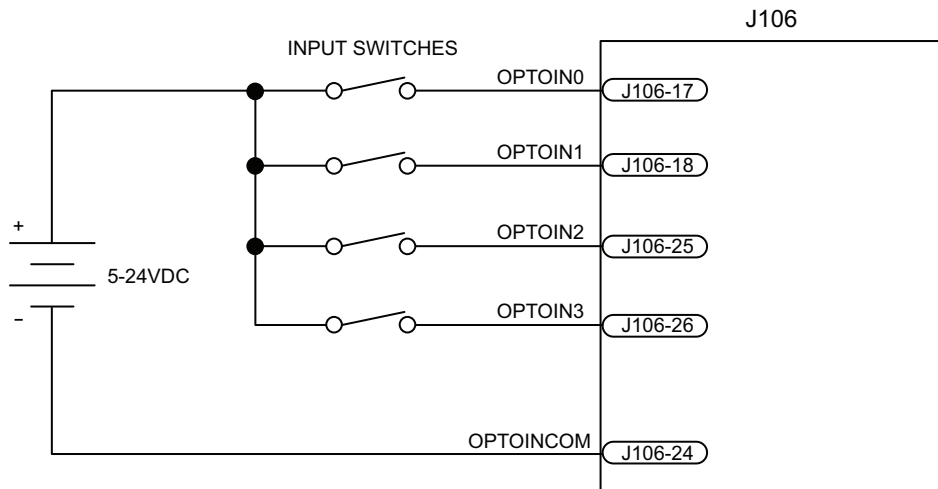 J106
INPUT SWITCHES
OPTOIN0
J106-17
OPTOIN1
J106-18
+
OPTOIN2
J106-25
5-24VDC
-
OPTOIN3
J106-26
OPTOINCOM
J106-24